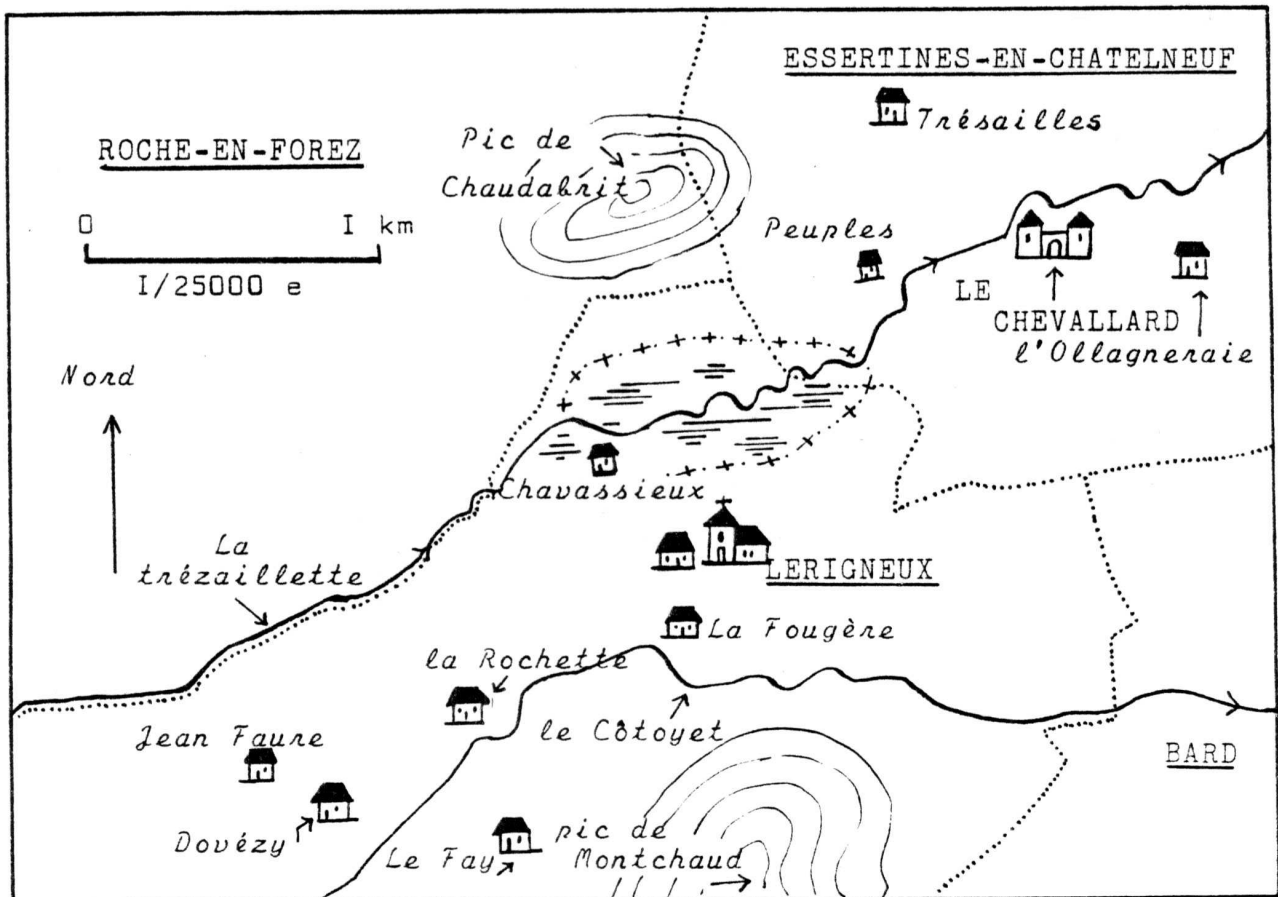 ESSERTINES-EN-CHATELNEUF
Trésailles
ROCHE-EN-FOREZ
Pic de
Chaudabrit
O I km
I/25000 e
Peuples
LE
CHEVALLARD
l'Ollagneraie
Nord
Chavassieux
La
trézaillette
LERIGNEUX
La Fougère
la Rochette
le Côtoyet
Jean Faure
BARD
Dovézy
Le Fay
pic de
Montchaud